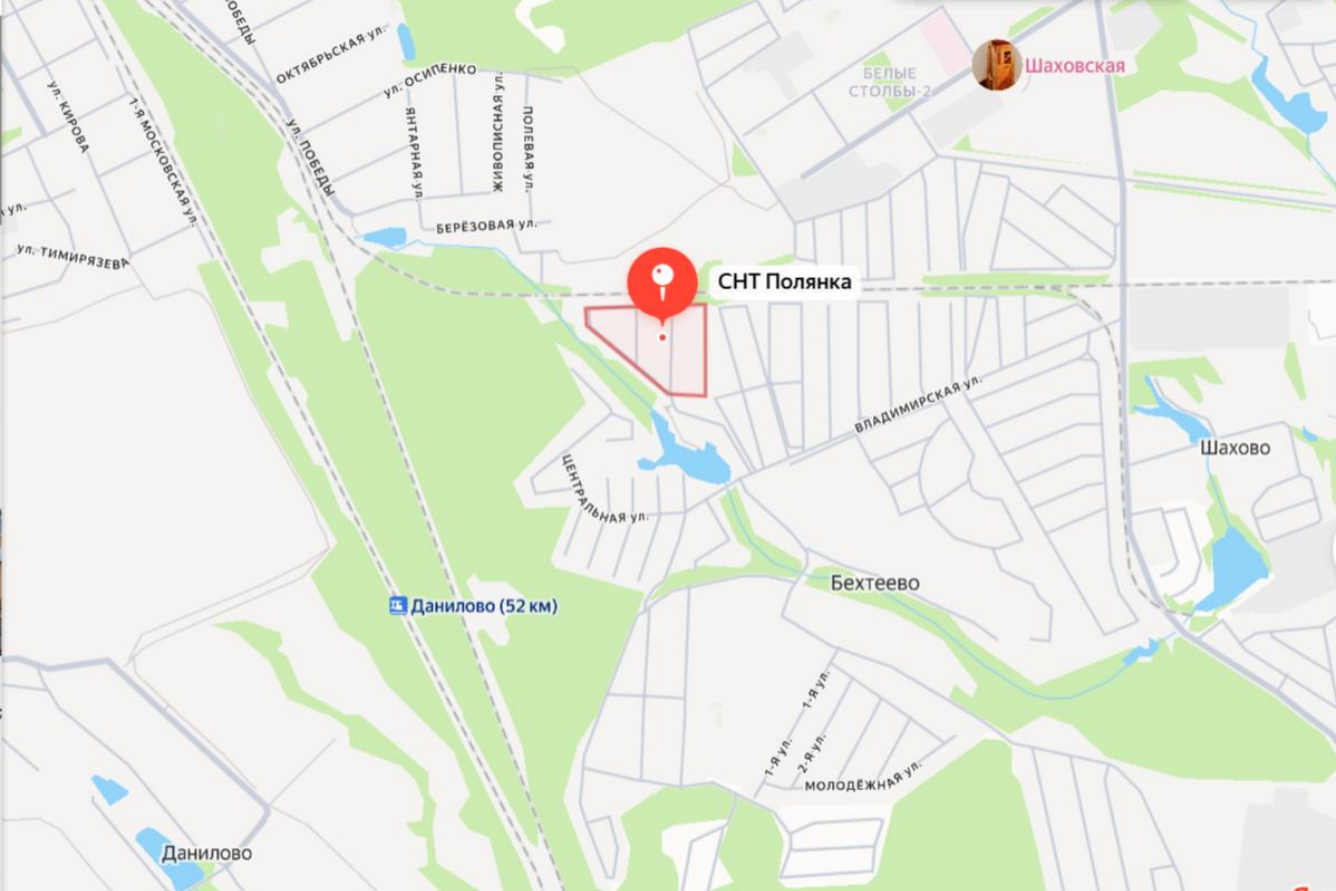 ПОБЕДЫ
ОКТЯБРЬСКАЯ ул.
ул. ОСИПЕНКО
БЕЛЫЕ
СТОЛБЫ-2
Шаховская
ул. КИРОВА
1-Я МОСКОВСКАЯ ул.
ул. ПОБЕДЫ
ЯНТАРНАЯ ул.
ЖИВОПИСНАЯ ул.
ПОЛЕВАЯ ул.
ул.
БЕРЁЗОВАЯ ул.
ул. ТИМИРЯЗЕВА
СНТ Полянка
ВЛАДИМИРСКАЯ ул.
Шахово
ЦЕНТРАЛЬНАЯ ул.
Бехтеево
Данилово (52 км)
1-Я ул.
1-Я ул.
2-Я ул.
МОЛОДЁЖНАЯ ул.
Данилово